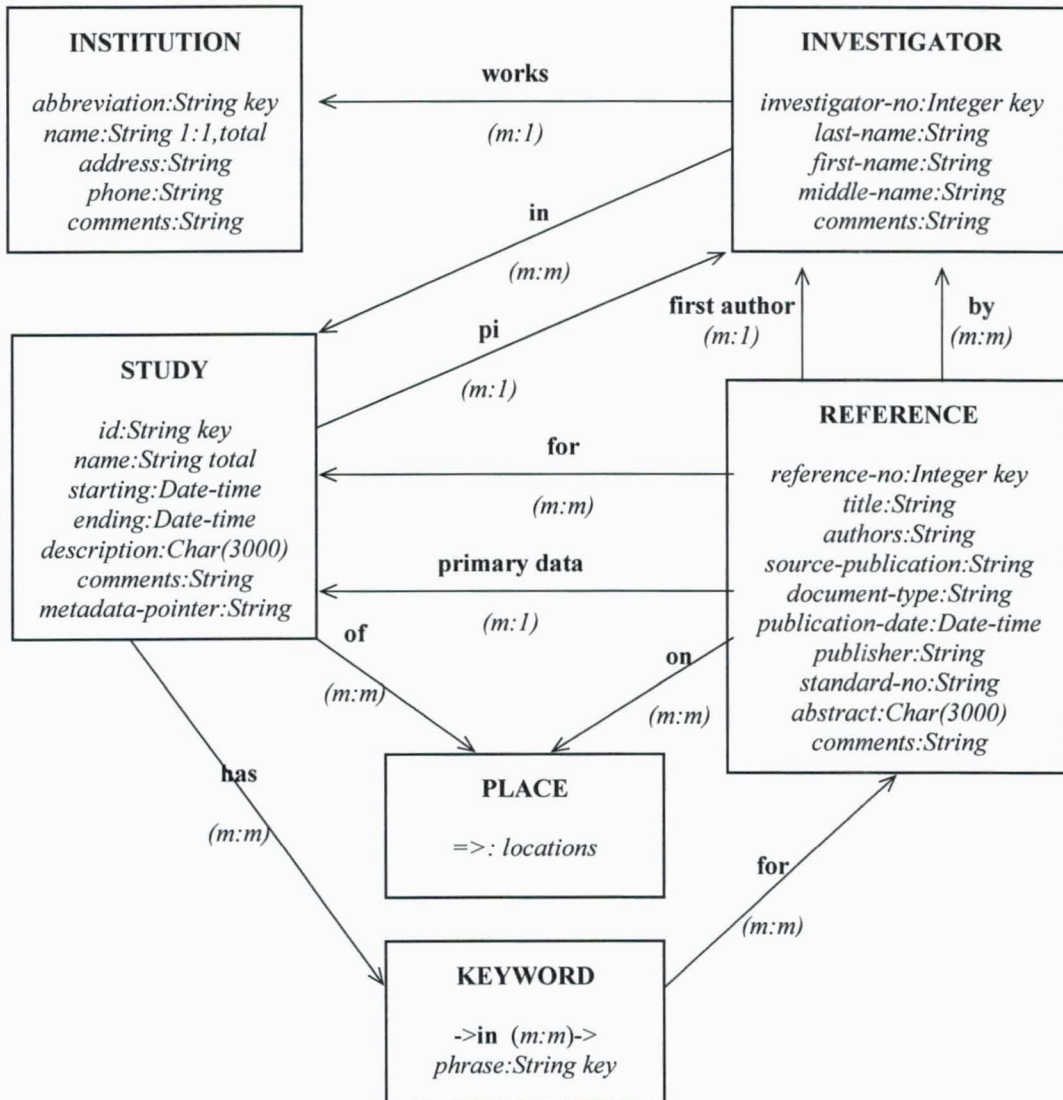 INSTITUTION
abbreviation:String key
name:String 1:1,total
address:String
phone:String
comments:String
works
(m:1)
INVESTIGATOR
investigator-no:Integer key
last-name:String
first-name:String
middle-name:String
comments:String
in
(m:m)
pi
(m:1)
first author
(m:1)
by
(m:m)
STUDY
id:String key
name:String total
starting:Date-time
ending:Date-time
description:Char(3000)
comments:String
metadata-pointer:String
for
(m:m)
primary data
(m:1)
REFERENCE
reference-no:Integer key
title:String
authors:String
source-publication:String
document-type:String
publication-date:Date-time
publisher:String
standard-no:String
abstract:Char(3000)
comments:String
of
(m:m)
on
(m:m)
has
(m:m)
PLACE
=>: locations
for
(m:m)
KEYWORD
->in (m:m)->
phrase:String key